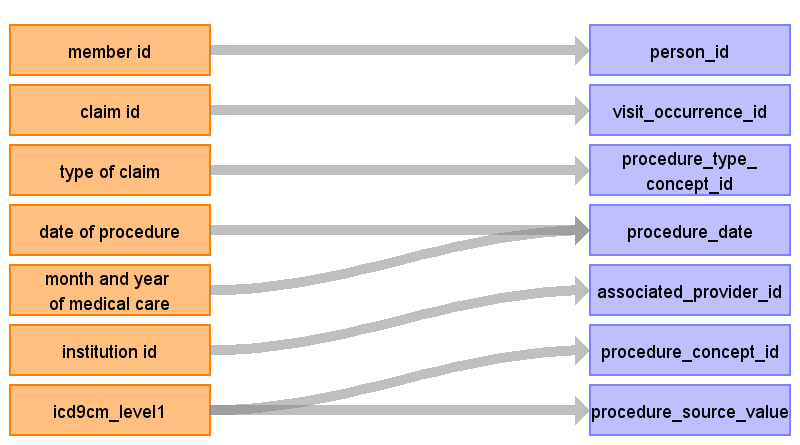 member id
person_id
claim id
visit_occurrence_id
type of claim
procedure_type_
concept_id
date of procedure
procedure_date
month and year
of medical care
associated_provider_id
institution id
procedure_concept_id
icd9cm_level1
procedure_source_value